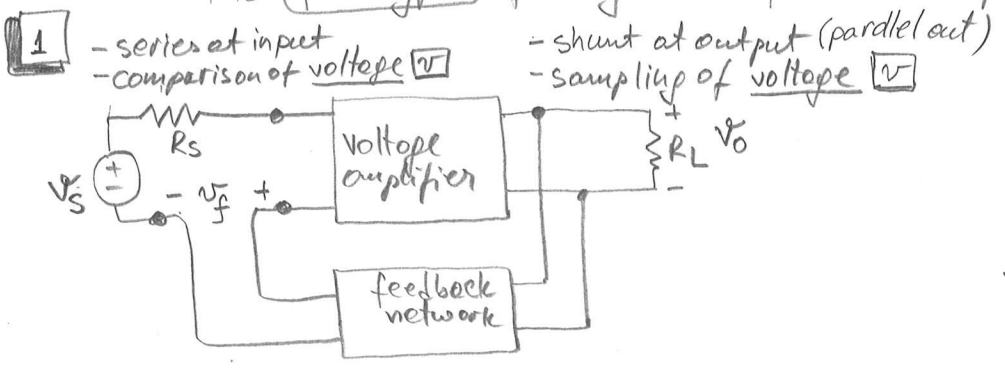 1
- series at input
- comparison of voltage v
- shunt at output (parallel out)
- sampling of voltage v
Rs
vs
+
-
- vf +
voltage
amplifier
+
RL vo
-
feedback
network